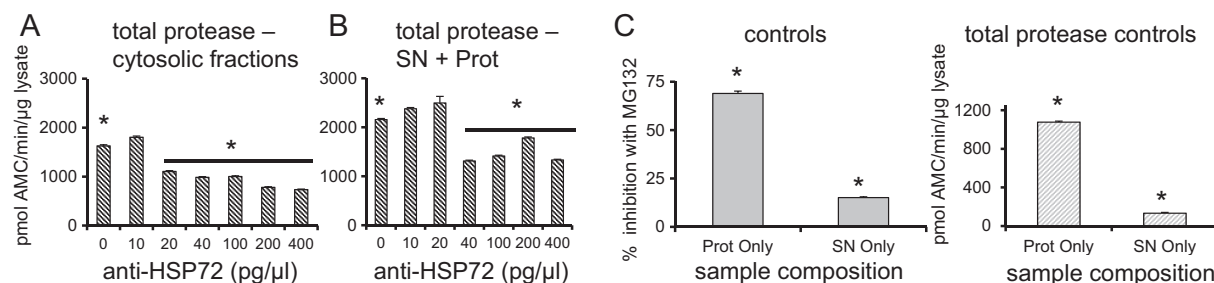 A
total protease –
cytosolic fractions
pmol AMC/min/µg lysate
3000
2000
1000
0
*
*
0 10 20 40 100 200 400
anti-HSP72 (pg/µl)
B
total protease –
SN + Prot
3000
2000
1000
0
*
*
0 10 20 40 100 200 400
anti-HSP72 (pg/µl)
C
controls
% inhibition with MG132
75
50
25
0
*
*
Prot Only SN Only
sample composition
total protease controls
pmol AMC/min/µg lysate
1200
800
400
0
*
*
Prot Only SN Only
sample composition